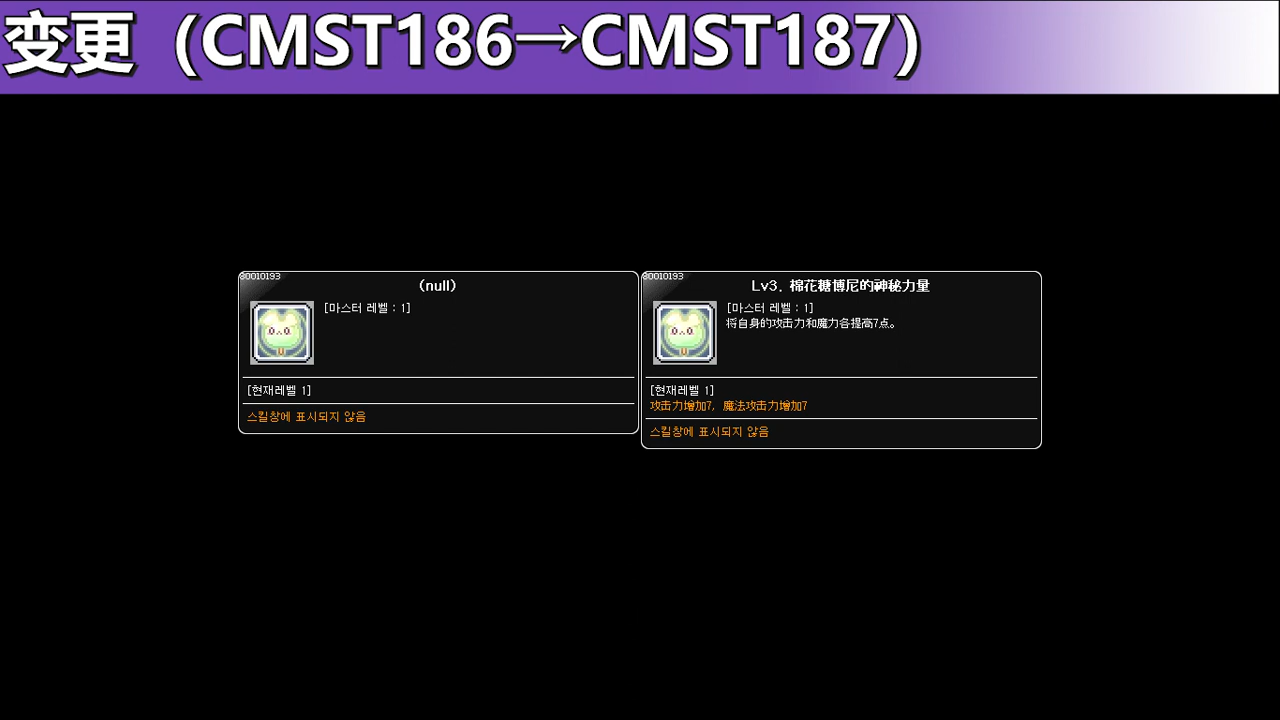 变更（CMST186→CMST187）
80010193
(null)
[마스터 레벨 : 1]
[현재레벨 1]
스킬창에 표시되지 않음
80010193
Lv3. 棉花糖博尼的神秘力量
[마스터 레벨 : 1]
将自身的攻击力和魔力各提高7点。
[현재레벨 1]
攻击力增加7, 魔法攻击力增加7
스킬창에 표시되지 않음